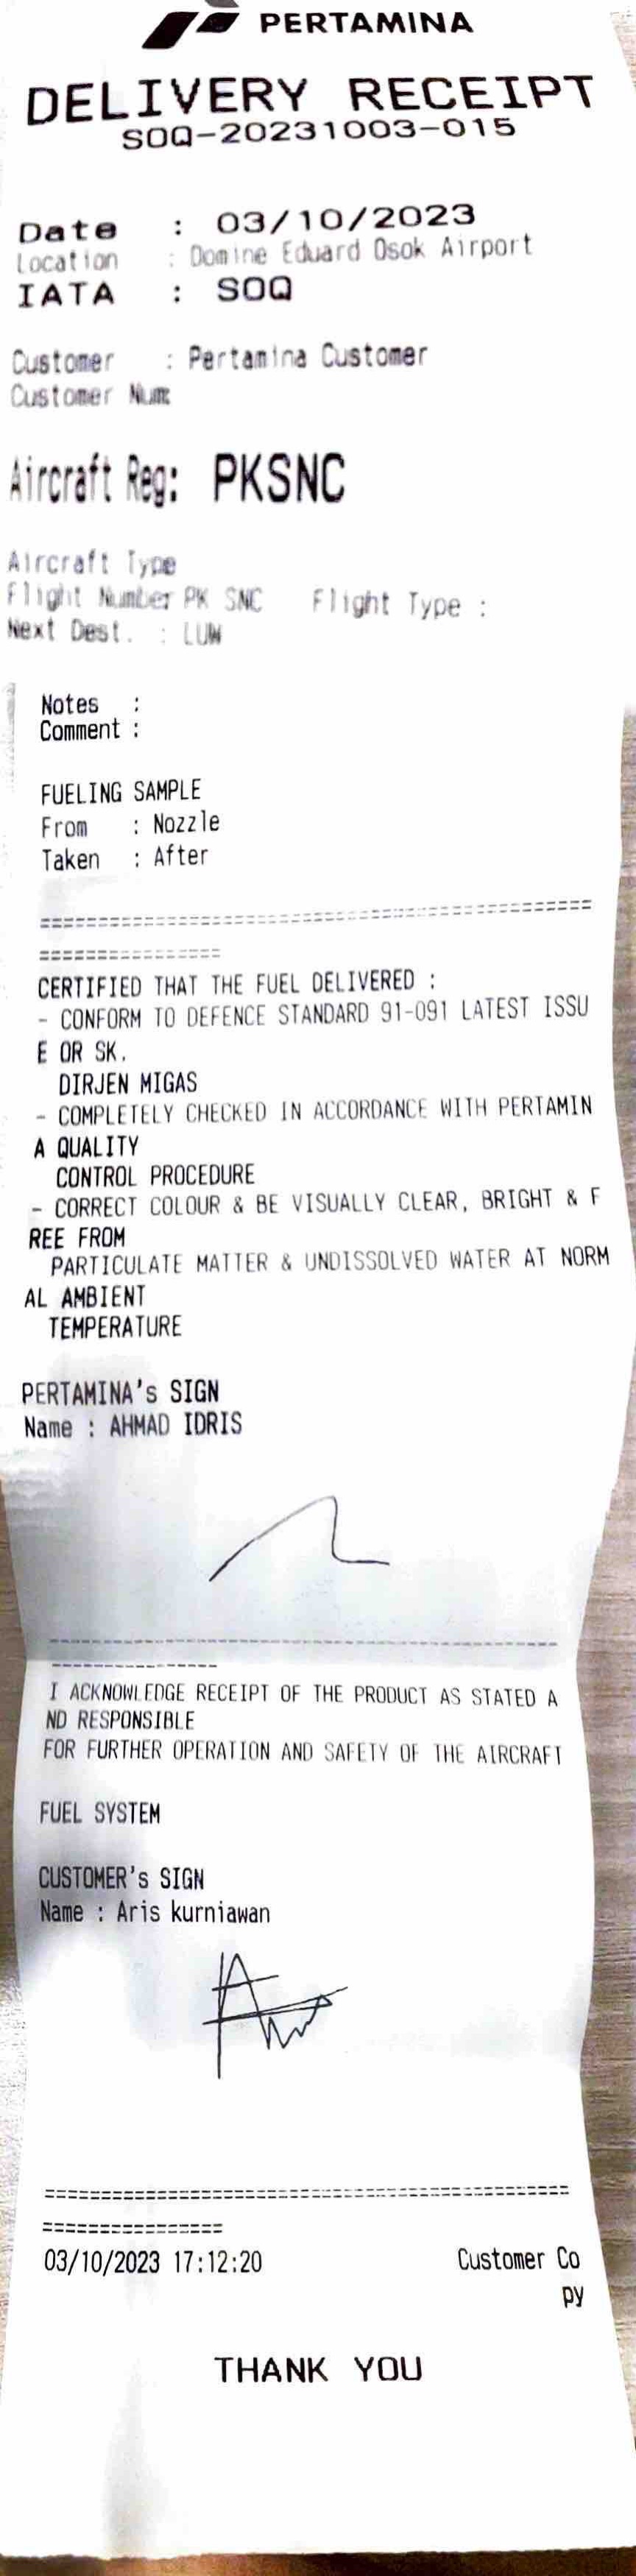 PERTAMINA
DELIVERY RECEIPT
SOQ-20231003-015
Date : 03/10/2023
Location : Domine Eduard Osok Airport
IATA : SOQ
Customer : Pertamina Customer
Customer Num:
Aircraft Reg: PKSNC
Aircraft Type
Flight Number PK SNC Flight Type :
Next Dest. : LUW
Notes :
Comment :
FUELING SAMPLE
From : Nozzle
Taken : After
================================================
================
CERTIFIED THAT THE FUEL DELIVERED :
- CONFORM TO DEFENCE STANDARD 91-091 LATEST ISSU
E OR SK.
DIRJEN MIGAS
- COMPLETELY CHECKED IN ACCORDANCE WITH PERTAMIN
A QUALITY
CONTROL PROCEDURE
- CORRECT COLOUR & BE VISUALLY CLEAR, BRIGHT & F
REE FROM
PARTICULATE MATTER & UNDISSOLVED WATER AT NORM
AL AMBIENT
TEMPERATURE
PERTAMINA's SIGN
Name : AHMAD IDRIS
------------------------------------------------
----------------
I ACKNOWLEDGE RECEIPT OF THE PRODUCT AS STATED A
ND RESPONSIBLE
FOR FURTHER OPERATION AND SAFETY OF THE AIRCRAFT
FUEL SYSTEM
CUSTOMER's SIGN
Name : Aris kurniawan
================================================
================
03/10/2023 17:12:20 Customer Co
py
THANK YOU